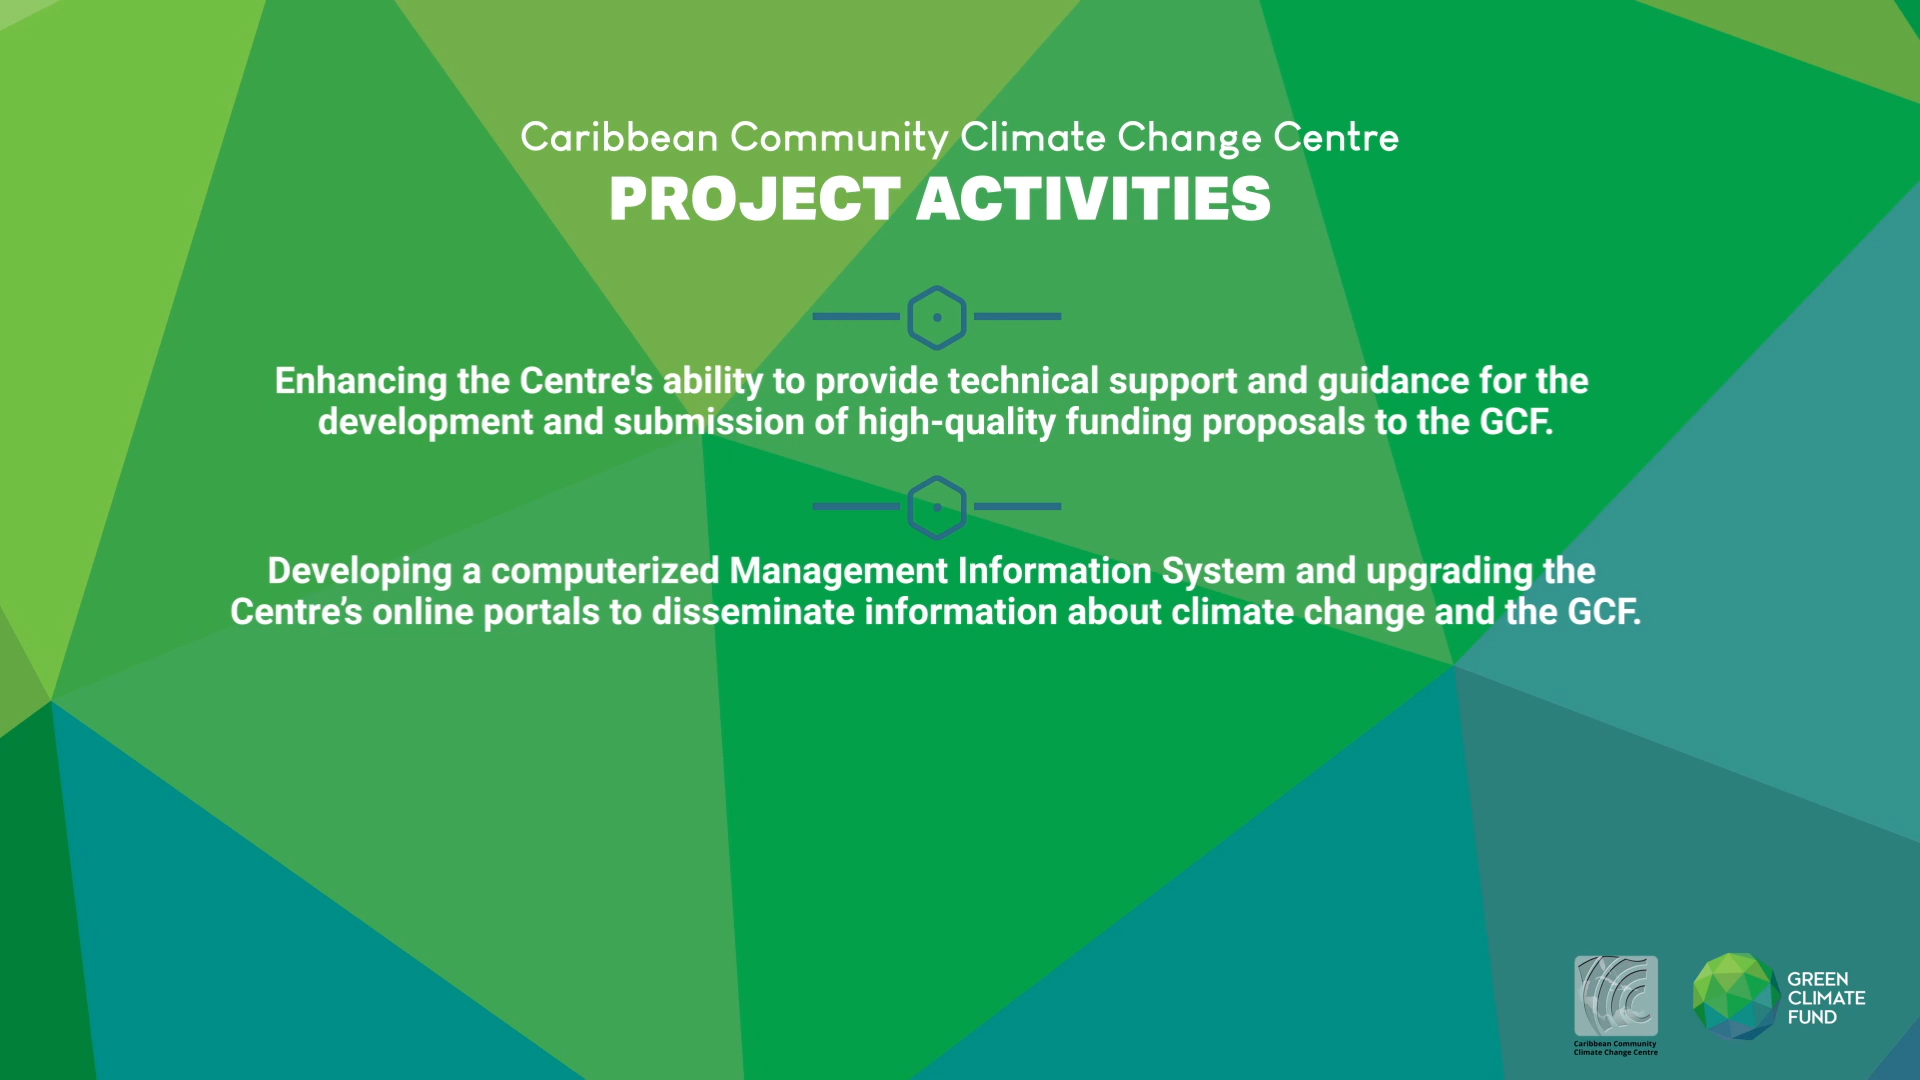 Caribbean Community Climate Change Centre
PROJECT ACTIVITIES
Enhancing the Centre's ability to provide technical support and guidance for the
development and submission of high-quality funding proposals to the GCF.
Developing a computerized Management Information System and upgrading the
Centre’s online portals to disseminate information about climate change and the GCF.
Caribbean Community
Climate Change Centre
GREEN
CLIMATE
FUND